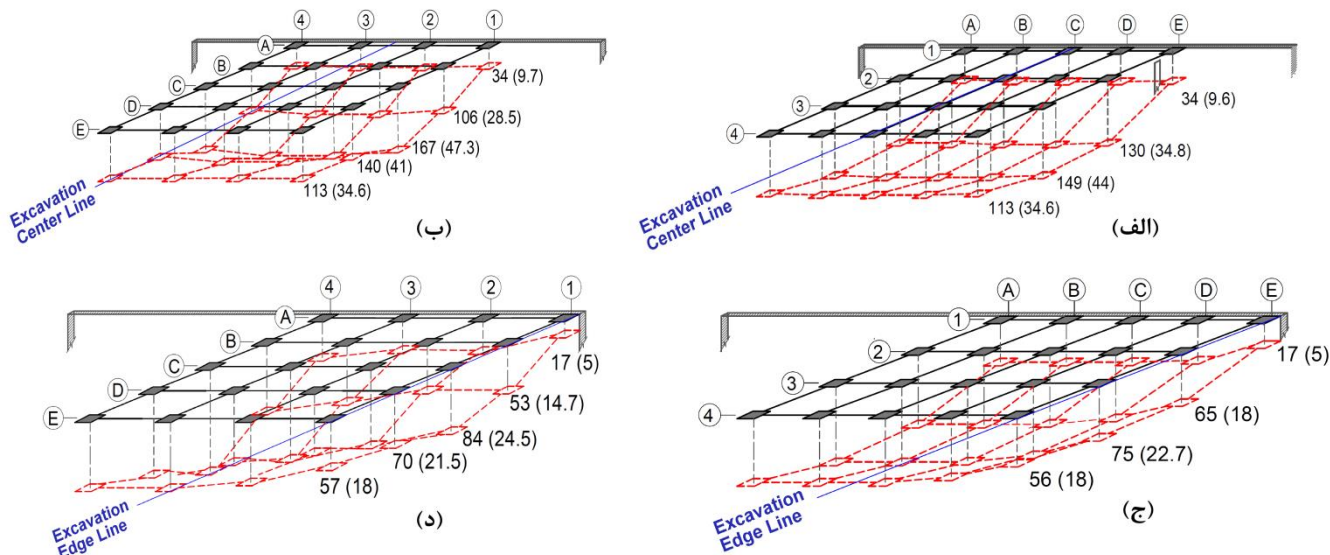 4 3 2 1
A
B
C
D
E
34 (9.7)
106 (28.5)
167 (47.3)
140 (41)
113 (34.6)
Excavation
Center Line
(ب)
A B C D E
1
2
3
4
34 (9.6)
130 (34.8)
149 (44)
113 (34.6)
Excavation
Center Line
(الف)
4 3 2 1
A
B
C
D
E
17 (5)
53 (14.7)
84 (24.5)
70 (21.5)
57 (18)
Excavation
Edge Line
(د)
A B C D E
1
2
3
4
17 (5)
65 (18)
75 (22.7)
56 (18)
Excavation
Edge Line
(ج)